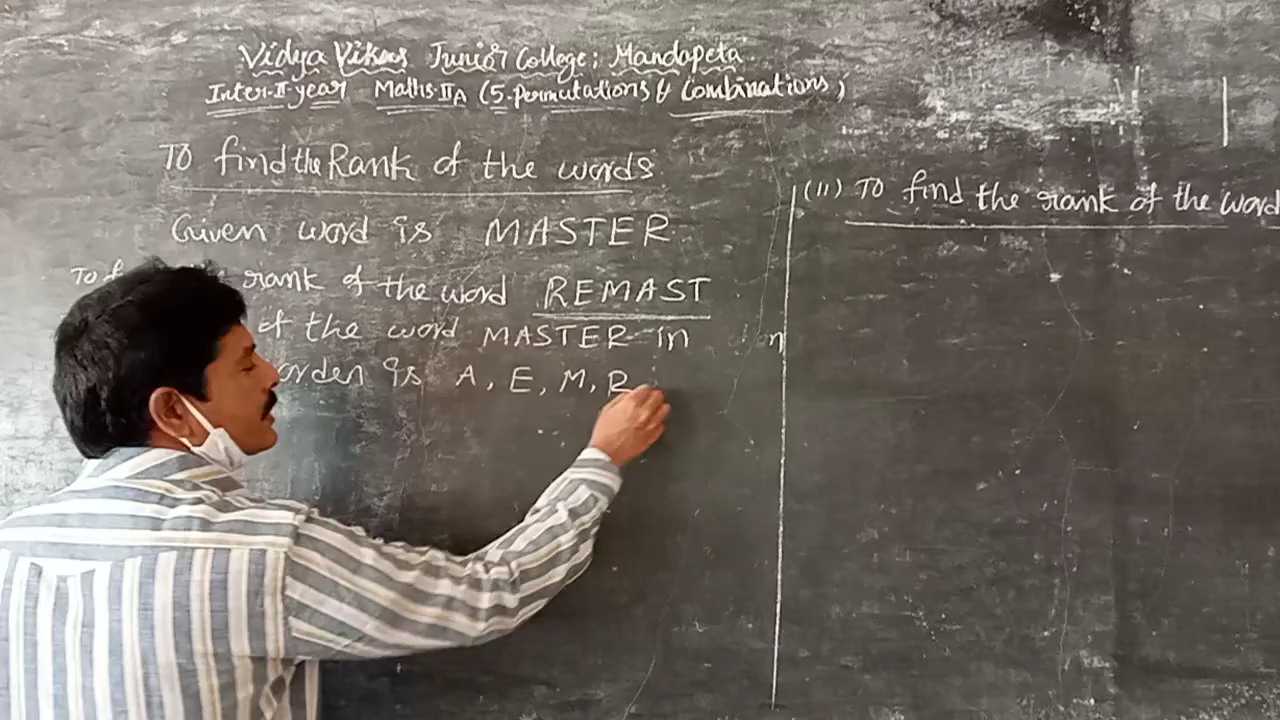 Vidya Vikas Junior College; Mandapeta.
Inter-II-year Maths-IIA (5. Permutations & Combinations)
To find the Rank of the words
Given word is MASTER.
To rank of the word REMAST
of the word MASTER in
order is A, E, M, R
(11) To find the rank of the word